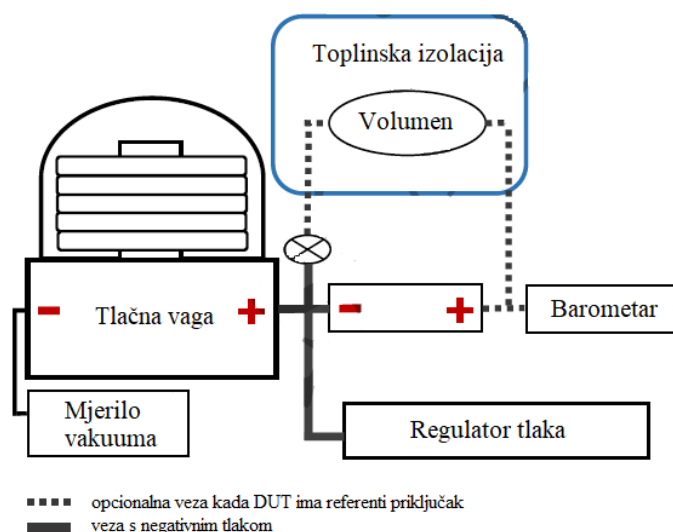 Toplinska izolacija
Volumen
Tlačna vaga
- +
- +
Barometar
Mjerilo
vakuuma
Regulator tlaka
opcionalna veza kada DUT ima referenti priključak
veza s negativnim tlakom